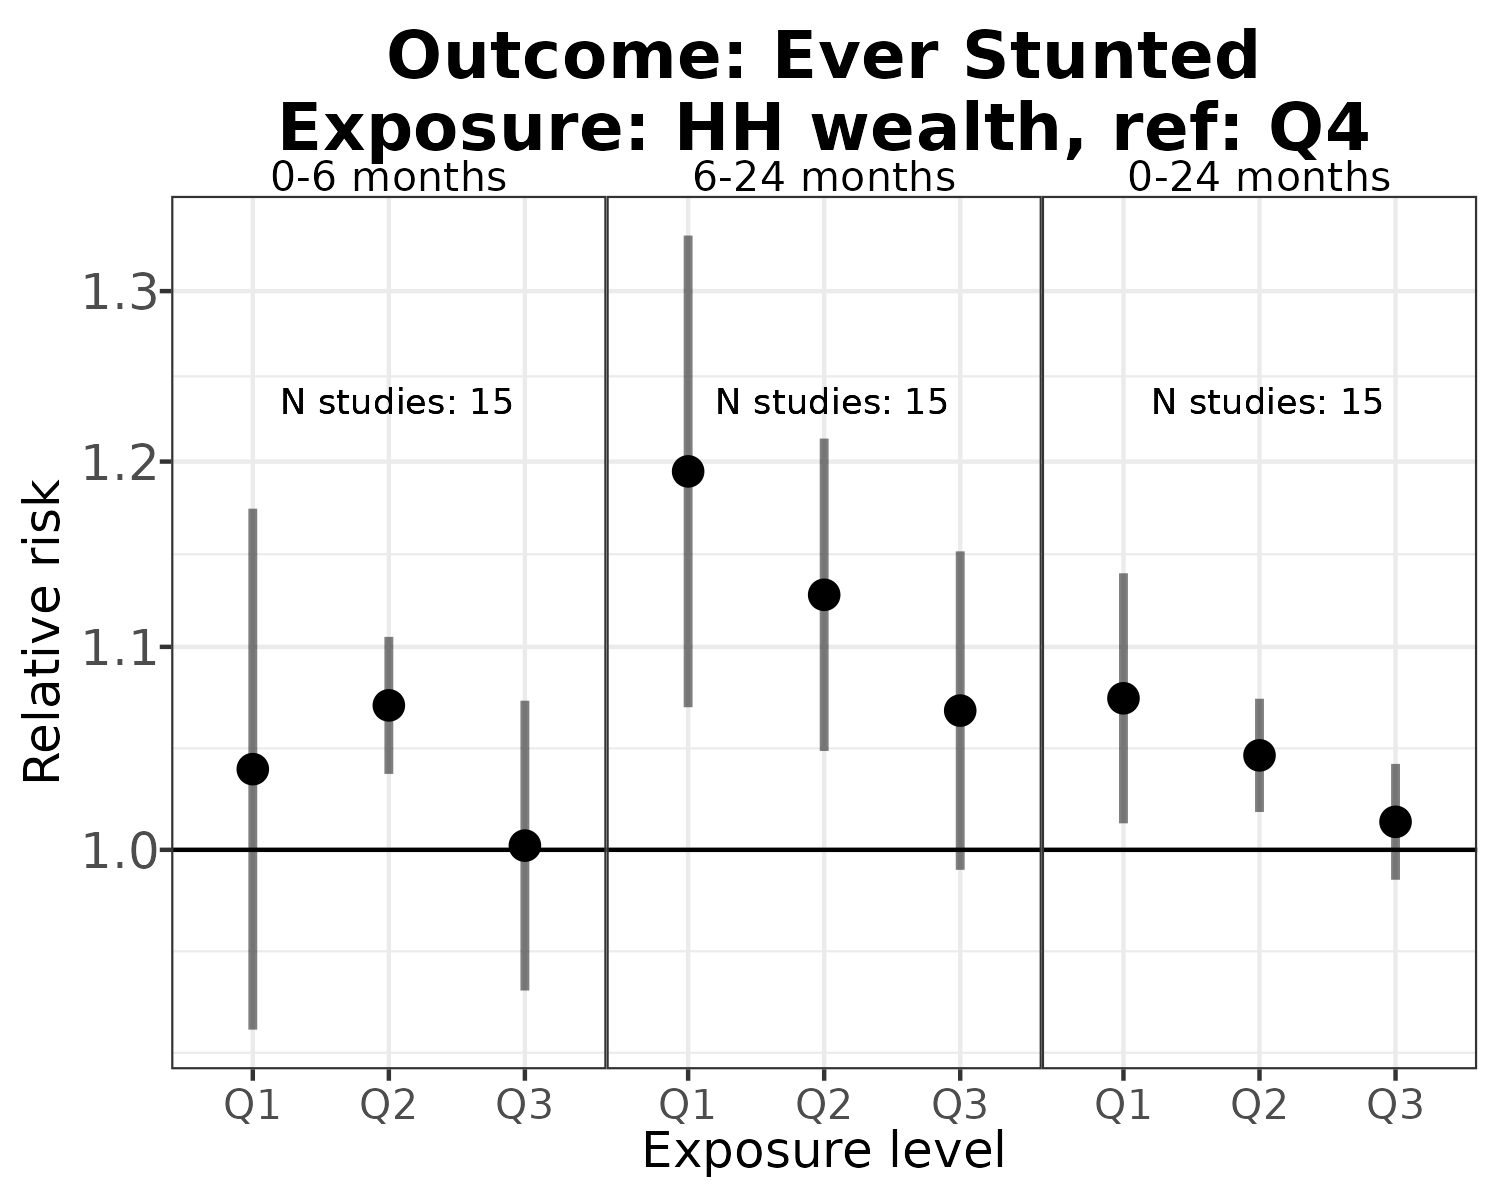 Outcome: Ever Stunted
Exposure: HH wealth, ref: Q4
0-6 months
6-24 months
0-24 months
Relative risk
1.3
1.2
1.1
1.0
N studies: 15
N studies: 15
N studies: 15
Q1
Q2
Q3
Q1
Q2
Q3
Q1
Q2
Q3
Exposure level